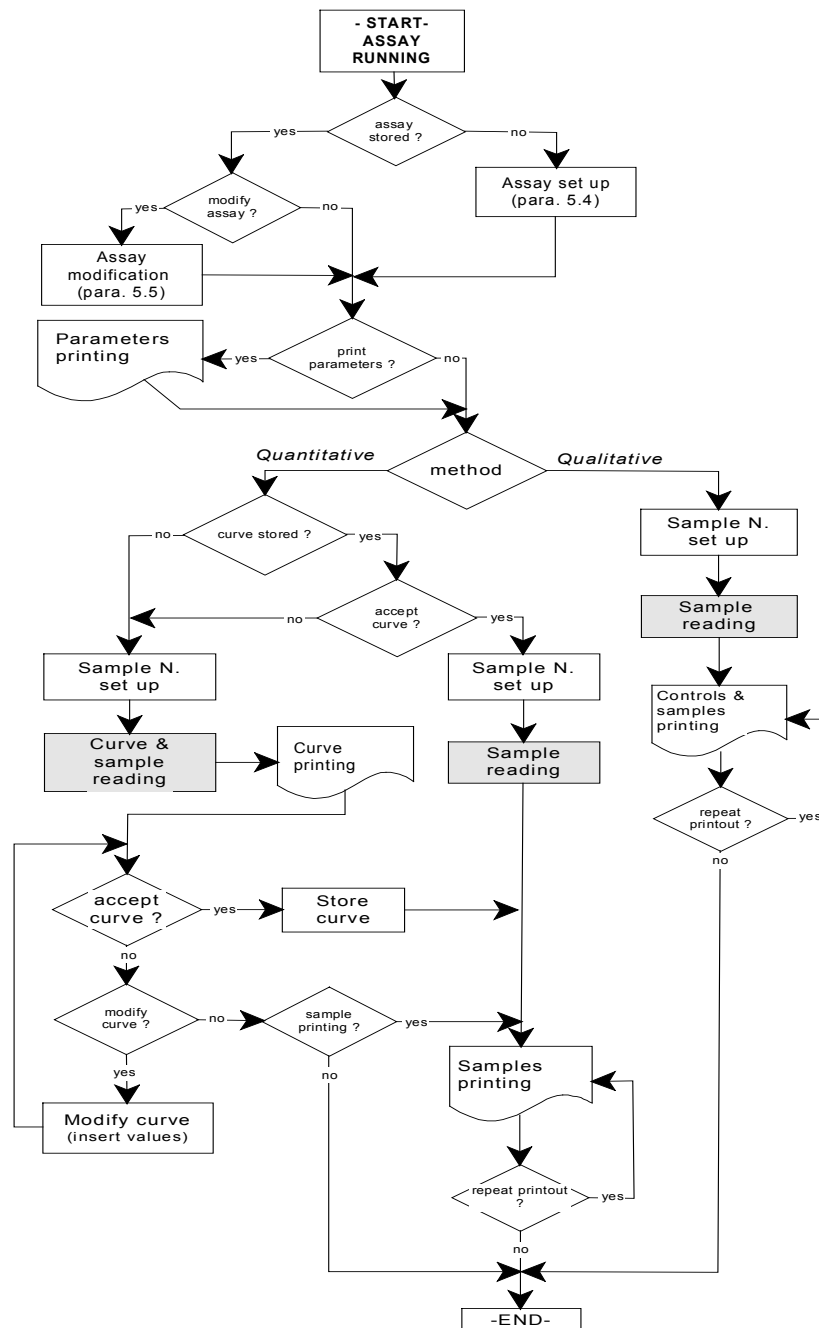 - START-
ASSAY
RUNNING
assay
stored ?
yes
no
Assay set up
(para. 5.4)
modify
assay ?
yes
no
Assay
modification
(para. 5.5)
Parameters
printing
yes
print
parameters ?
no
Quantitative
method
Qualitative
no
curve stored ?
yes
Sample N.
set up
no
accept
curve ?
yes
Sample
reading
Sample N.
set up
Sample N.
set up
Controls &
samples
printing
Curve &
sample
reading
Curve
printing
Sample
reading
repeat
printout ?
yes
no
accept
curve ?
yes
Store
curve
no
modify
curve ?
no
sample
printing ?
yes
yes
no
Samples
printing
Modify curve
(insert values)
repeat printout
?
yes
no
-END-